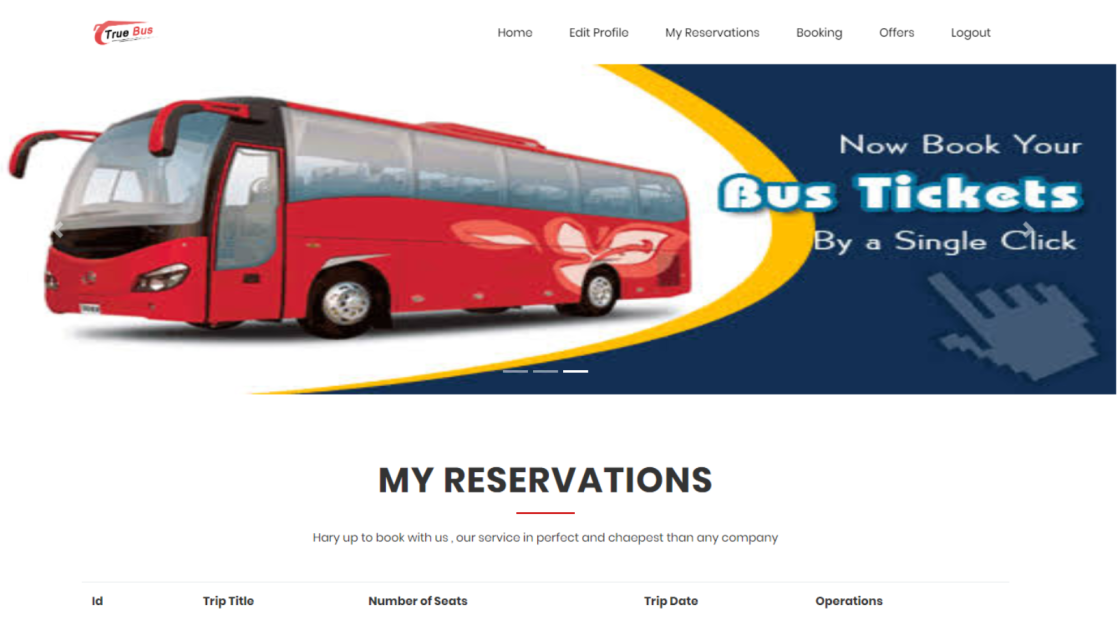 True Bus
Home Edit Profile My Reservations Booking Offers Logout
Now Book Your
Bus Tickets
By a Single Click
MY RESERVATIONS
Hary up to book with us , our service in perfect and chaepest than any company
Id Trip Title Number of Seats Trip Date Operations